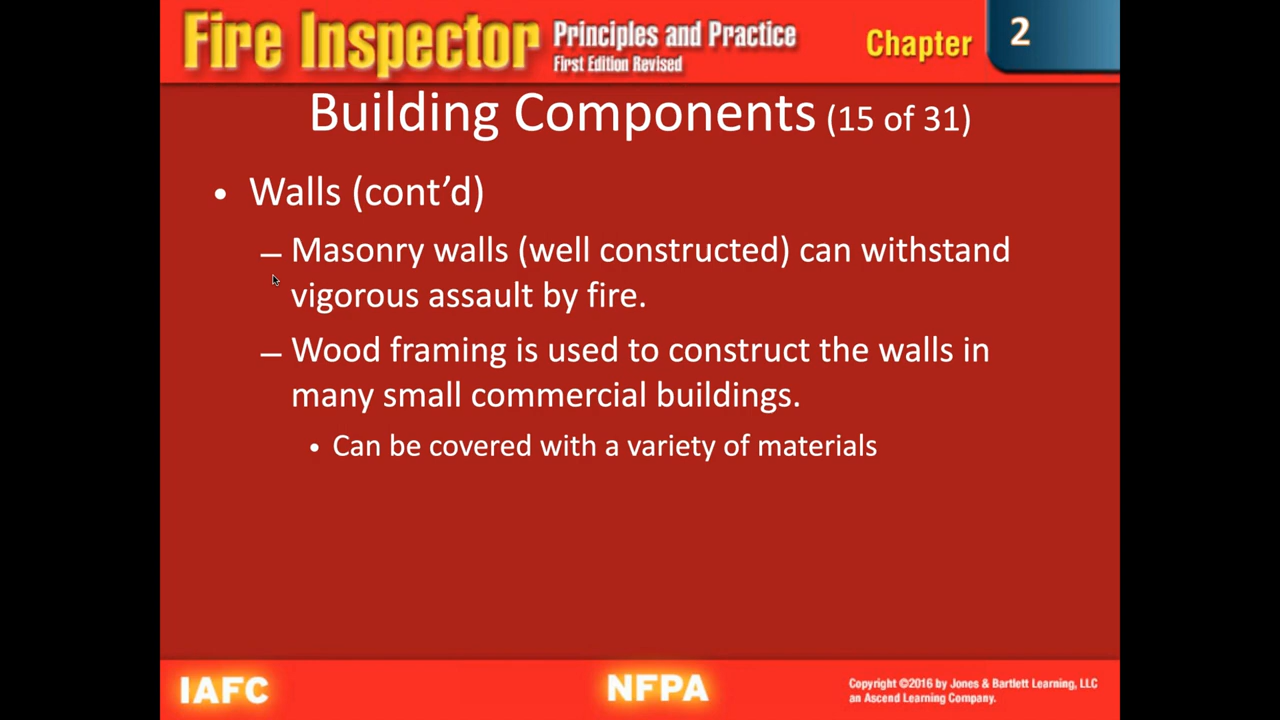 Fire Inspector Principles and Practice
First Edition Revised
Chapter 2
Building Components (15 of 31)
• Walls (cont’d)
– Masonry walls (well constructed) can withstand
vigorous assault by fire.
– Wood framing is used to construct the walls in
many small commercial buildings.
• Can be covered with a variety of materials
IAFC
NFPA
Copyright ©2016 by Jones & Bartlett Learning, LLC
an Ascend Learning Company.